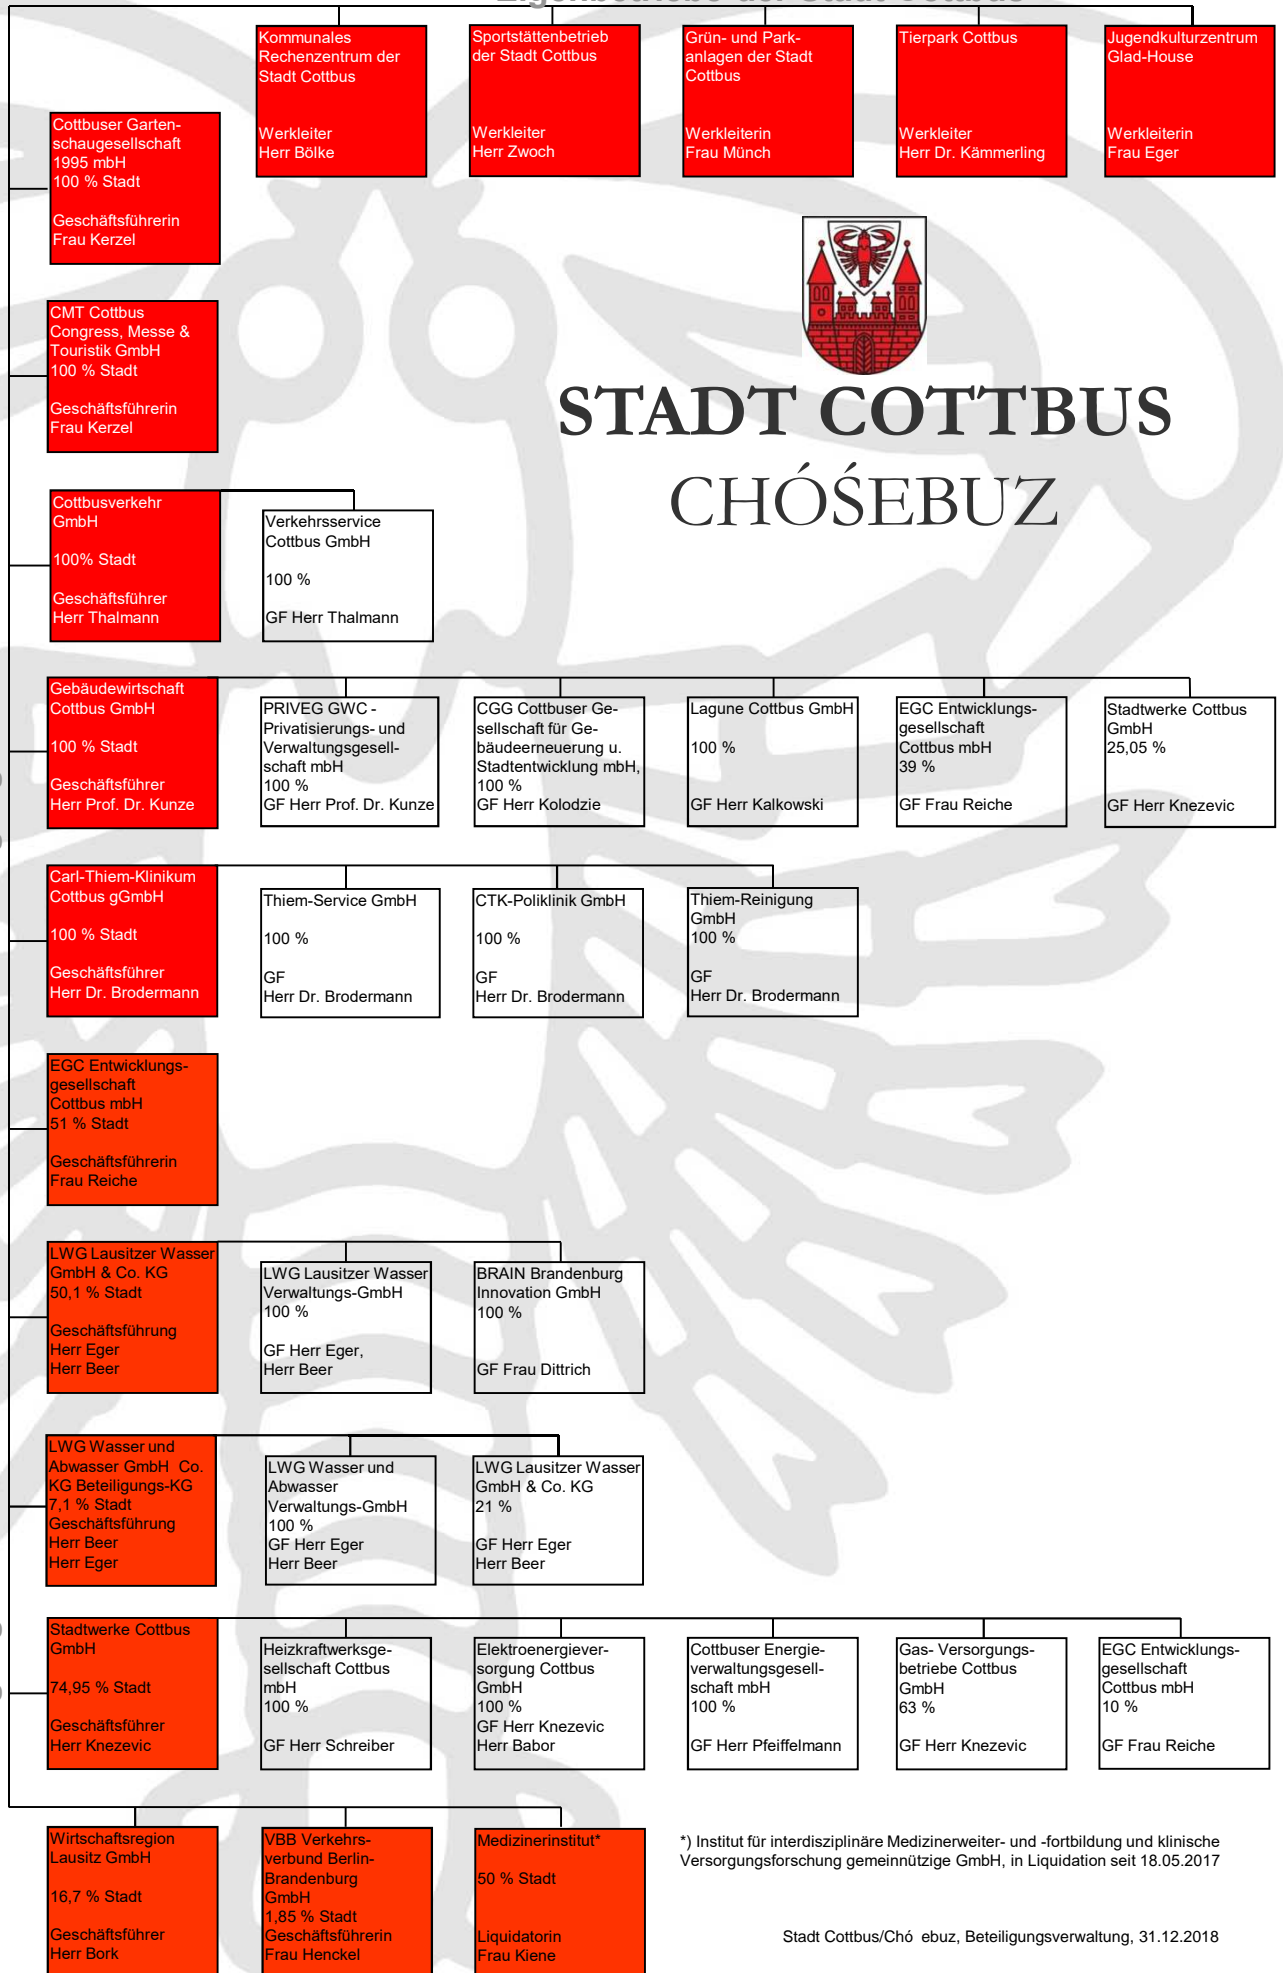 Eigenbetriebe der Stadt Cottbus
Kommunales
Rechenzentrum der
Stadt Cottbus
Werkleiter
Herr Bölke
Sportstättenbetrieb
der Stadt Cottbus
Werkleiter
Herr Zwoch
Grün- und Park-
anlagen der Stadt
Cottbus
Werkleiterin
Frau Münch
Tierpark Cottbus
Werkleiter
Herr Dr. Kämmerling
Jugendkulturzentrum
Glad-House
Werkleiterin
Frau Eger
Cottbuser Garten-
schaugesellschaft
1995 mbH
100 % Stadt
Geschäftsführerin
Frau Kerzel
STADT COTTBUS
CHÓŚEBUZ
CMT Cottbus
Congress, Messe &
Touristik GmbH
100 % Stadt
Geschäftsführerin
Frau Kerzel
Cottbusverkehr
GmbH
100% Stadt
Geschäftsführer
Herr Thalmann
Verkehrsservice
Cottbus GmbH
100 %
GF Herr Thalmann
Gebäudewirtschaft
Cottbus GmbH
100 % Stadt
Geschäftsführer
Herr Prof. Dr. Kunze
PRIVEG GWC -
Privatisierungs- und
Verwaltungsgesell-
schaft mbH
100 %
GF Herr Prof. Dr. Kunze
CGG Cottbuser Ge-
sellschaft für Ge-
bäudeerneuerung u.
Stadtentwicklung mbH,
100 %
GF Herr Kolodzie
Lagune Cottbus GmbH
100 %
GF Herr Kalkowski
EGC Entwicklungs-
gesellschaft
Cottbus mbH
39 %
GF Frau Reiche
Stadtwerke Cottbus
GmbH
25,05 %
GF Herr Knezevic
Carl-Thiem-Klinikum
Cottbus gGmbH
100 % Stadt
Geschäftsführer
Herr Dr. Brodermann
Thiem-Service GmbH
100 %
GF
Herr Dr. Brodermann
CTK-Poliklinik GmbH
100 %
GF
Herr Dr. Brodermann
Thiem-Reinigung
GmbH
100 %
GF
Herr Dr. Brodermann
EGC Entwicklungs-
gesellschaft
Cottbus mbH
51 % Stadt
Geschäftsführerin
Frau Reiche
LWG Lausitzer Wasser
GmbH & Co. KG
50,1 % Stadt
Geschäftsführung
Herr Eger
Herr Beer
LWG Lausitzer Wasser
Verwaltungs-GmbH
100 %
GF Herr Eger,
Herr Beer
BRAIN Brandenburg
Innovation GmbH
100 %
GF Frau Dittrich
LWG Wasser und
Abwasser GmbH Co.
KG Beteiligungs-KG
7,1 % Stadt
Geschäftsführung
Herr Beer
Herr Eger
LWG Wasser und
Abwasser
Verwaltungs-GmbH
100 %
GF Herr Eger
Herr Beer
LWG Lausitzer Wasser
GmbH & Co. KG
21 %
GF Herr Eger
Herr Beer
Stadtwerke Cottbus
GmbH
74,95 % Stadt
Geschäftsführer
Herr Knezevic
Heizkraftwerksge-
sellschaft Cottbus
mbH
100 %
GF Herr Schreiber
Elektroenergiever-
sorgung Cottbus
GmbH
100 %
GF Herr Knezevic
Herr Babor
Cottbuser Energie-
verwaltungsgesell-
schaft mbH
100 %
GF Herr Pfeiffelmann
Gas- Versorgungs-
betriebe Cottbus
GmbH
63 %
GF Herr Knezevic
EGC Entwicklungs-
gesellschaft
Cottbus mbH
10 %
GF Frau Reiche
Wirtschaftsregion
Lausitz GmbH
16,7 % Stadt
Geschäftsführer
Herr Bork
VBB Verkehrs-
verbund Berlin-
Brandenburg
GmbH
1,85 % Stadt
Geschäftsführerin
Frau Henckel
Medizinerinstitut*
50 % Stadt
Liquidatorin
Frau Kiene
*) Institut für interdisziplinäre Medizinerweiter- und -fortbildung und klinische
Versorgungsforschung gemeinnützige GmbH, in Liquidation seit 18.05.2017
Stadt Cottbus/Chó ebuz, Beteiligungsverwaltung, 31.12.2018